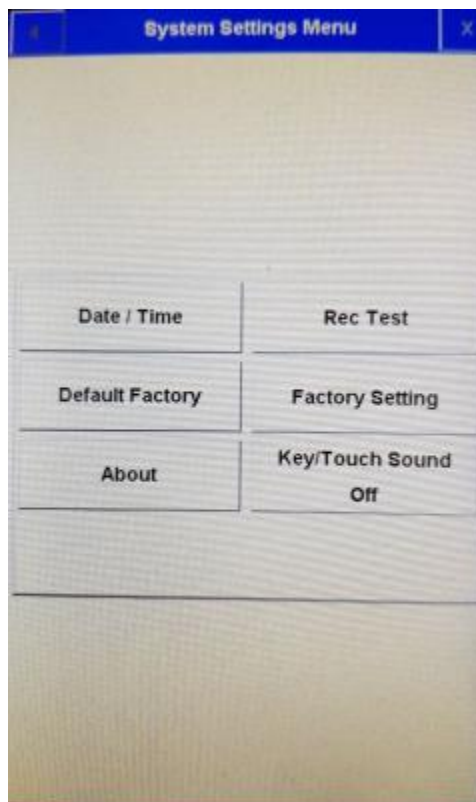 System Settings Menu X
Date / Time
Rec Test
Default Factory
Factory Setting
About
Key/Touch Sound
Off